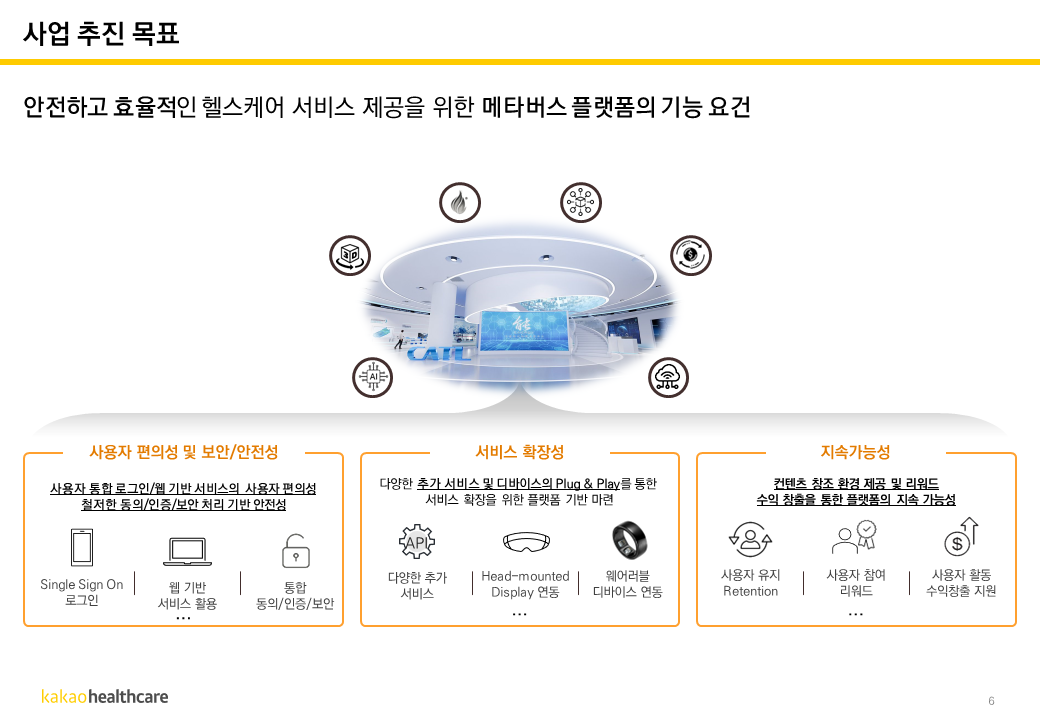 사업 추진 목표
안전하고 효율적인 헬스케어 서비스 제공을 위한 메타버스 플랫폼의 기능 요건
AI
CATL
사용자 편의성 및 보안/안전성
사용자 통합 로그인/웹 기반 서비스의 사용자 편의성
철저한 동의/인증/보안 처리 기반 안전성
Single Sign On
로그인
웹 기반
서비스 활용
통합
동의/인증/보안
...
서비스 확장성
다양한 추가 서비스 및 디바이스의 Plug & Play를 통한
서비스 확장을 위한 플랫폼 기반 마련
API
다양한 추가
서비스
Head-mounted
Display 연동
웨어러블
디바이스 연동
...
지속가능성
컨텐츠 창조 환경 제공 및 리워드
수익 창출을 통한 플랫폼의 지속 가능성
$
사용자 유지
Retention
사용자 참여
리워드
사용자 활동
수익창출 지원
...
kakaohealthcare
6